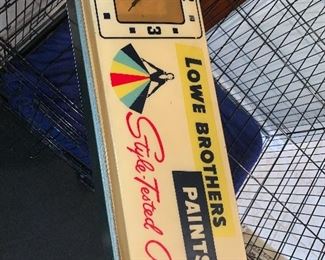 3
LOWE BROTHERS
PAINTS
Style-Tested